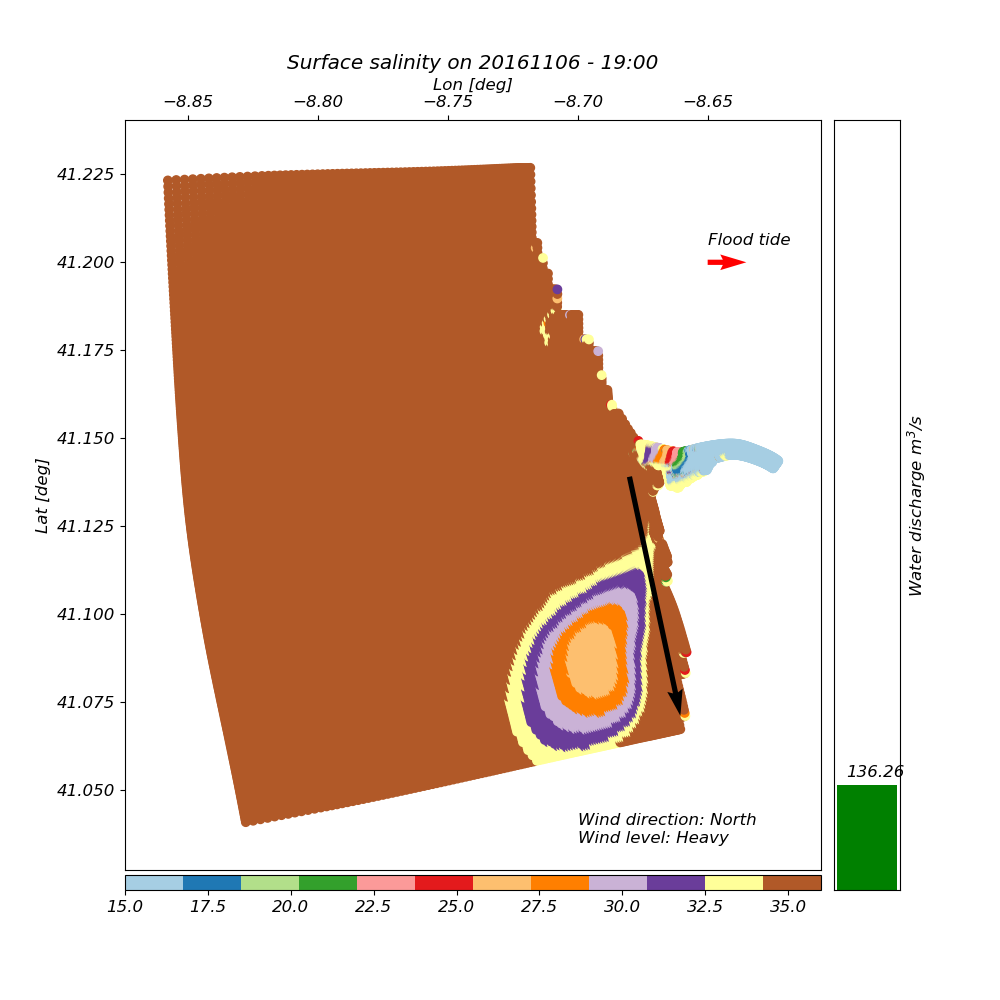 Surface salinity on 20161106 - 19:00
Lon [deg]
−8.85 −8.80 −8.75 −8.70 −8.65
41.225
41.200
41.175
41.150
41.125
41.100
41.075
41.050
Lat [deg]
Flood tide
Wind direction: North
Wind level: Heavy
15.0 17.5 20.0 22.5 25.0 27.5 30.0 32.5 35.0
136.26
Water discharge m³/s